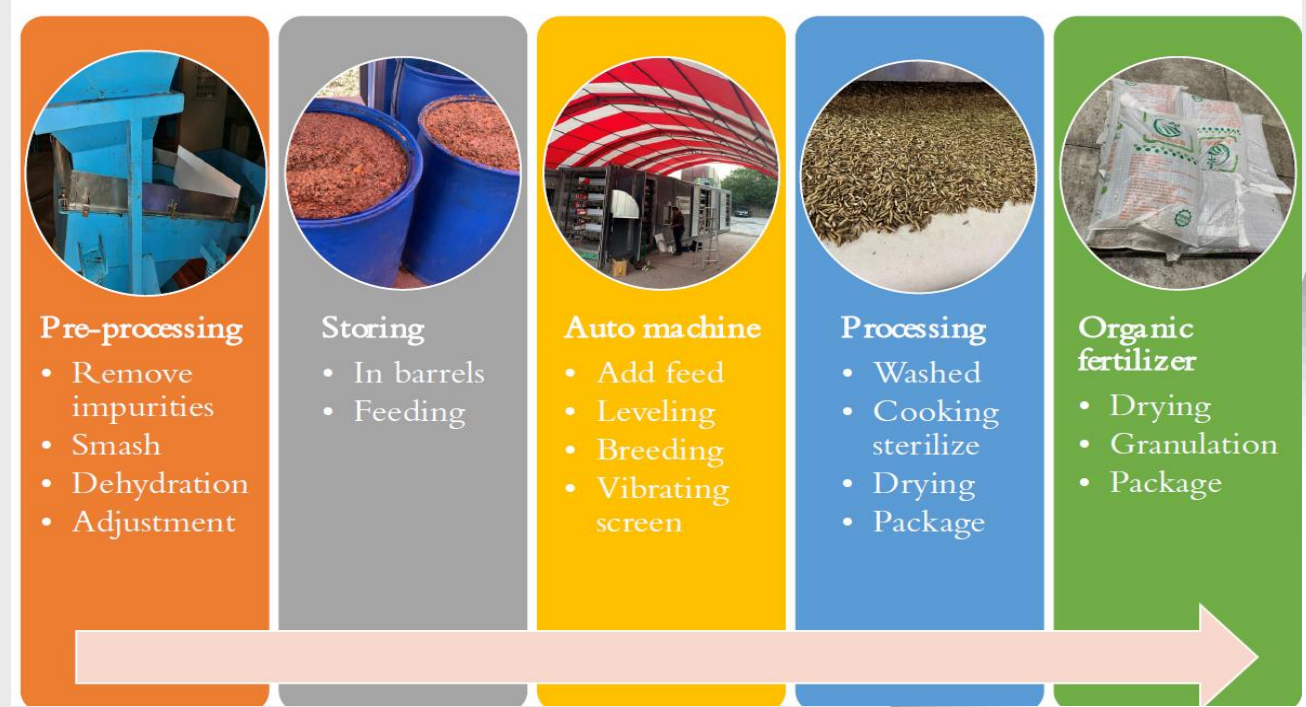 Pre-processing
• Remove
impurities
• Smash
• Dehydration
• Adjustment
Storing
• In barrels
• Feeding
Auto machine
• Add feed
• Leveling
• Breeding
• Vibrating
screen
Processing
• Washed
• Cooking
sterilize
• Drying
• Package
Organic
fertilizer
• Drying
• Granulation
• Package